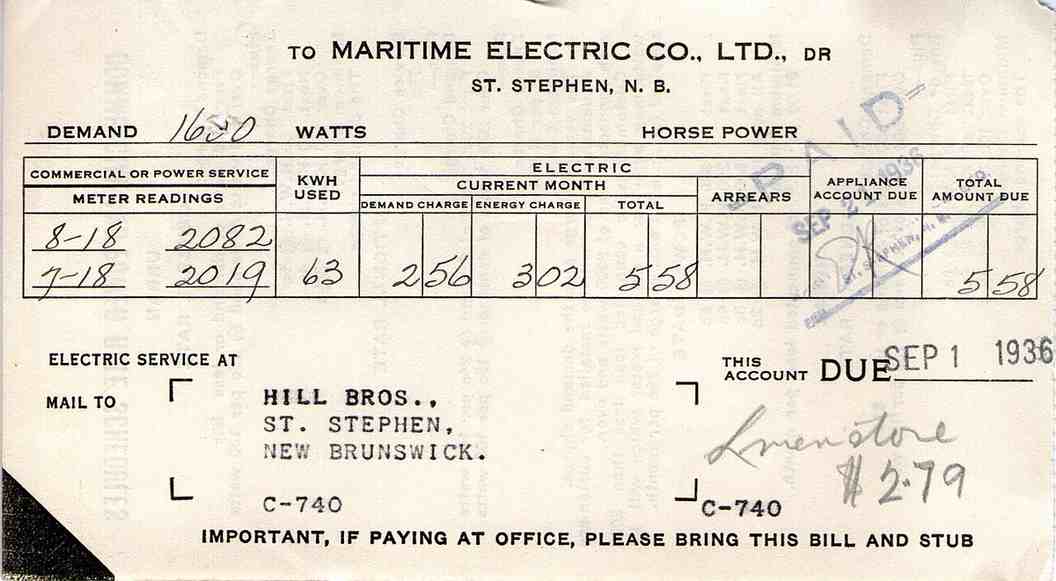 TO MARITIME ELECTRIC CO., LTD., DR
ST. STEPHEN, N. B.
DEMAND 1650 WATTS HORSE POWER
COMMERCIAL OR POWER SERVICE
METER READINGS
KWH USED
ELECTRIC
CURRENT MONTH
DEMAND CHARGE ENERGY CHARGE TOTAL
ARREARS
APPLIANCE ACCOUNT DUE
TOTAL AMOUNT DUE
8-18 2082
7-18 2019 63 2 56 3 02 5 58 5 58
PAID
SEP 1936
ELECTRIC SERVICE AT
THIS ACCOUNT DUE SEP 1 1936
MAIL TO
HILL BROS.,
ST. STEPHEN,
NEW BRUNSWICK.
C-740
C-740
store
$2.79
IMPORTANT, IF PAYING AT OFFICE, PLEASE BRING THIS BILL AND STUB